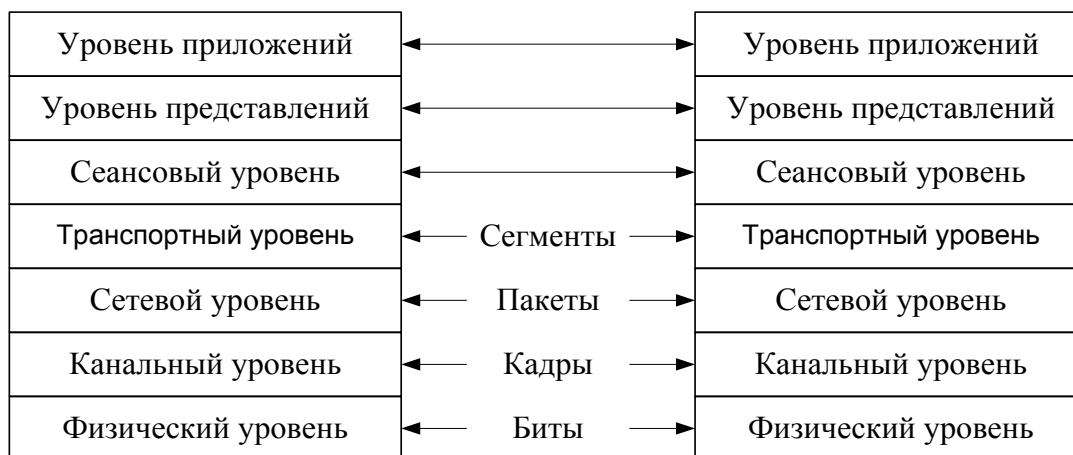 Уровень приложений
Уровень приложений
Уровень представлений
Уровень представлений
Сеансовый уровень
Сеансовый уровень
Транспортный уровень
Сегменты
Транспортный уровень
Сетевой уровень
Пакеты
Сетевой уровень
Канальный уровень
Кадры
Канальный уровень
Физический уровень
Биты
Физический уровень